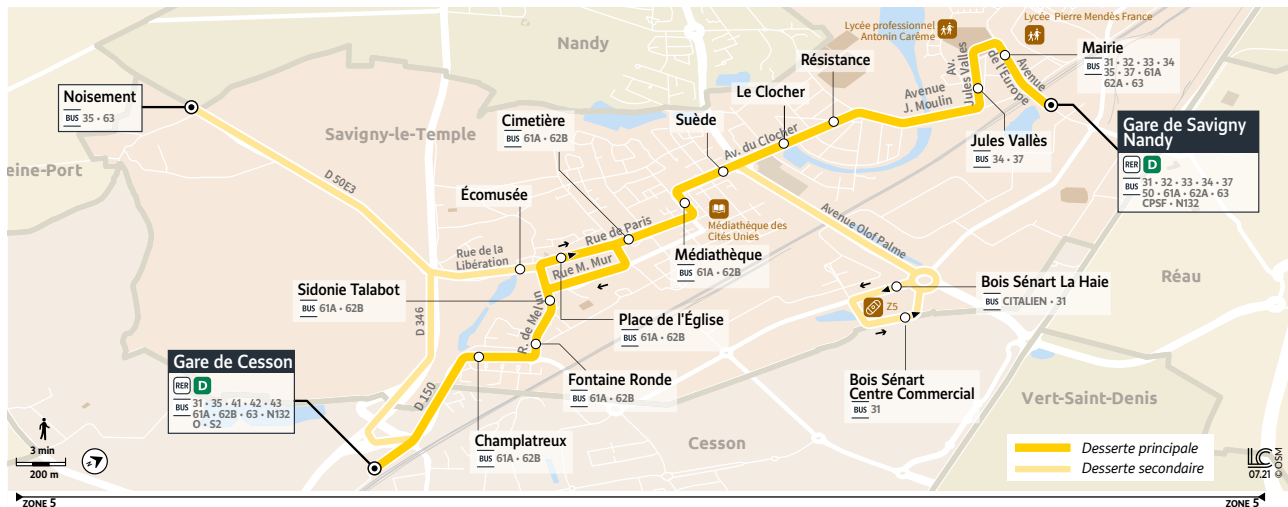 Lycée professionnel
Antonin Carême
Lycée Pierre Mendès France
Nandy
Résistance
Mairie
BUS 31 • 32 • 33 • 34
35 • 37 • 61A
62A • 63
Av.
Jules Valles
Avenue
de l'Europe
Noisement
BUS 35 • 63
Le Clocher
Avenue
J. Moulin
Cimetière
BUS 61A • 62B
Suède
Savigny-le-Temple
Av. du Clocher
Jules Vallès
BUS 34 • 37
Gare de Savigny
Nandy
RER D
BUS 31 • 32 • 33 • 34 • 37
50 • 61A • 62A • 63
CPSF • N132
eine-Port
D 50E3
Écomusée
Rue de Paris
Médiathèque des
Cités Unies
Avenue Olof Palme
Rue de la
Libération
Rue M. Mur
Médiathèque
BUS 61A • 62B
Réau
Sidonie Talabot
BUS 61A • 62B
Bois Sénart La Haie
BUS CITALIEN • 31
Z5
D 346
R. de Melun
Place de l'Église
BUS 61A • 62B
Gare de Cesson
RER D
BUS 31 • 35 • 41 • 42 • 43
61A • 62B • 63 • N132
O • S2
D 150
Fontaine Ronde
BUS 61A • 62B
Bois Sénart
Centre Commercial
BUS 31
Vert-Saint-Denis
Champlatreux
BUS 61A • 62B
Cesson
3 min
200 m
Desserte principale
Desserte secondaire
LC
07.21
© OSM
ZONE 5
ZONE 5